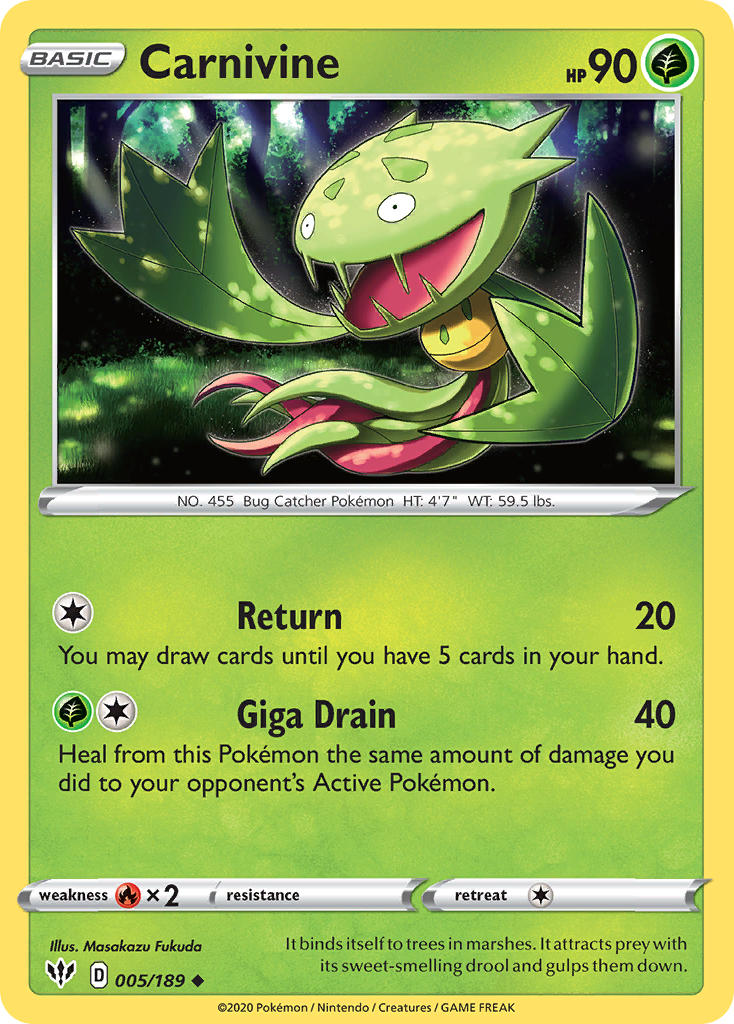 BASIC Carnivine HP 90
NO. 455 Bug Catcher Pokémon HT: 4'7" WT: 59.5 lbs.
Return 20
You may draw cards until you have 5 cards in your hand.
Giga Drain 40
Heal from this Pokémon the same amount of damage you
did to your opponent's Active Pokémon.
weakness ×2 resistance retreat
Illus. Masakazu Fukuda
D 005/189
It binds itself to trees in marshes. It attracts prey with
its sweet-smelling drool and gulps them down.
©2020 Pokémon / Nintendo / Creatures / GAME FREAK